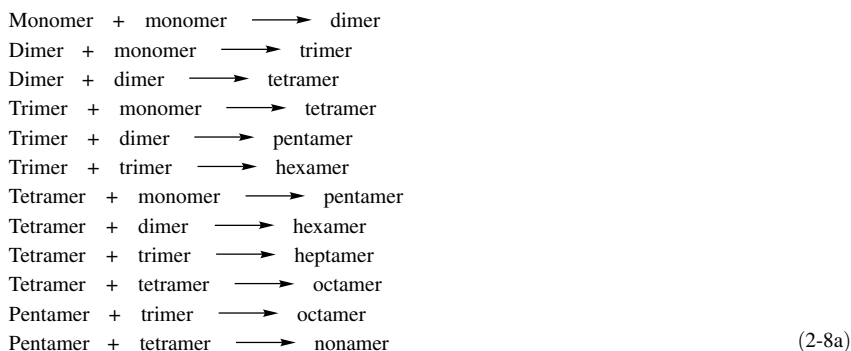 Monomer + monomer ⟶ dimer
Dimer + monomer ⟶ trimer
Dimer + dimer ⟶ tetramer
Trimer + monomer ⟶ tetramer
Trimer + dimer ⟶ pentamer
Trimer + trimer ⟶ hexamer
Tetramer + monomer ⟶ pentamer
Tetramer + dimer ⟶ hexamer
Tetramer + trimer ⟶ heptamer
Tetramer + tetramer ⟶ octamer
Pentamer + trimer ⟶ octamer
Pentamer + tetramer ⟶ nonamer (2-8a)